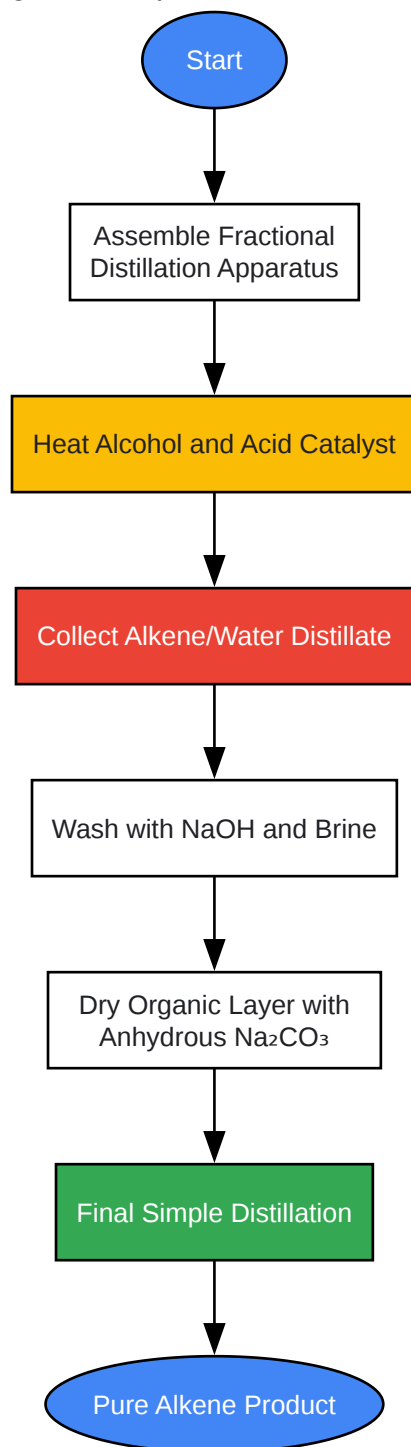 Start
Assemble Fractional
Distillation Apparatus
Heat Alcohol and Acid Catalyst
Collect Alkene/Water Distillate
Wash with NaOH and Brine
Dry Organic Layer with
Anhydrous Na₂CO₃
Final Simple Distillation
Pure Alkene Product